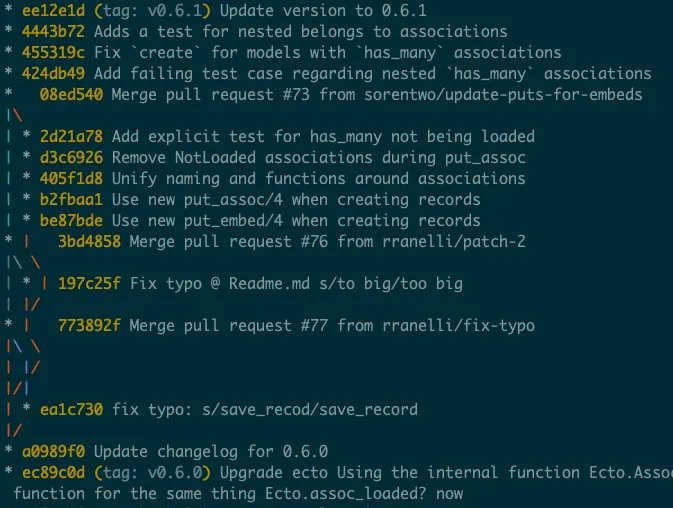 * ee12e1d (tag: v0.6.1) Update version to 0.6.1
* 4443b72 Adds a test for nested belongs to associations
* 455319c Fix `create` for models with `has_many` associations
* 424db49 Add failing test case regarding nested `has_many` associations
*   08ed540 Merge pull request #73 from sorentwo/update-puts-for-embeds
|\
| * 2d21a78 Add explicit test for has_many not being loaded
| * d3c6926 Remove NotLoaded associations during put_assoc
| * 405f1d8 Unify naming and functions around associations
| * b2fbaa1 Use new put_assoc/4 when creating records
| * be87bde Use new put_embed/4 when creating records
* |   3bd4858 Merge pull request #76 from rranelli/patch-2
|\ \
| * | 197c25f Fix typo @ Readme.md s/to big/too big
| |/
* |   773892f Merge pull request #77 from rranelli/fix-typo
|\ \
| |/
|/|
| * ea1c730 fix typo: s/save_recod/save_record
|/
* a0989f0 Update changelog for 0.6.0
* ec89c0d (tag: v0.6.0) Upgrade ecto Using the internal function Ecto.Assoc
function for the same thing Ecto.assoc_loaded? now